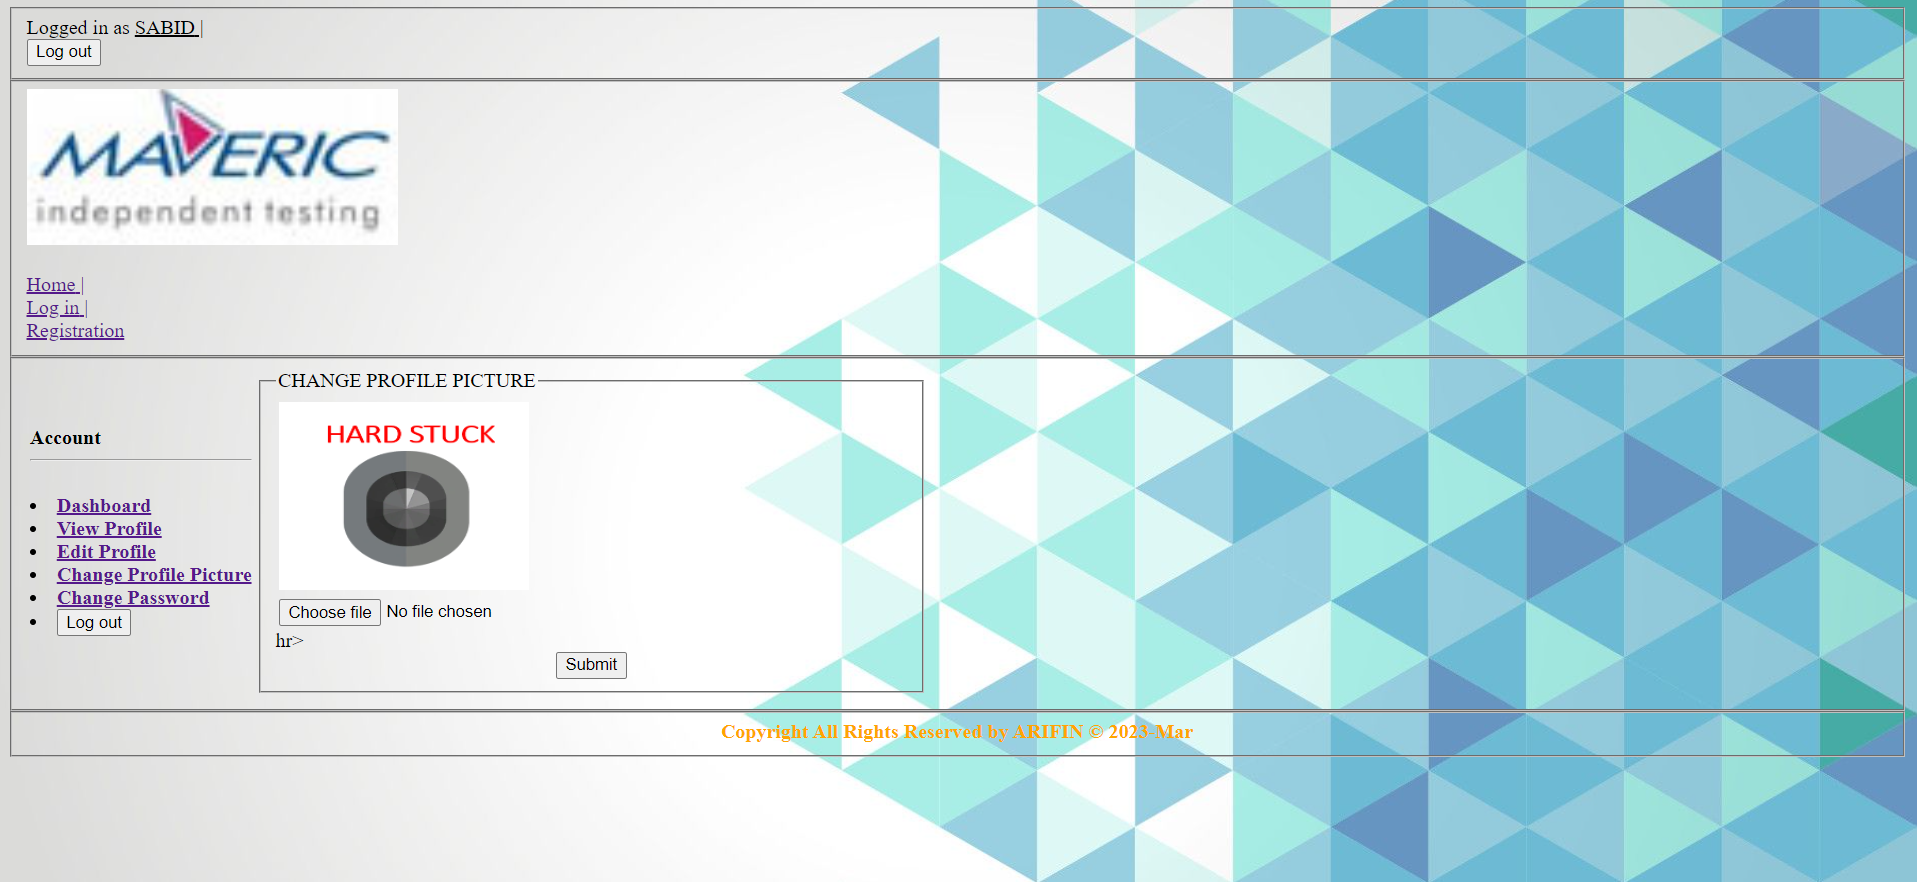 Logged in as SABID |
Log out
MAVERIC
independent testing
Home |
Log in |
Registration
CHANGE PROFILE PICTURE
HARD STUCK
Account
Dashboard
View Profile
Edit Profile
Change Profile Picture
Change Password
Log out
Choose file No file chosen
hr>
Submit
Copyright All Rights Reserved by ARIFIN © 2023-Mar